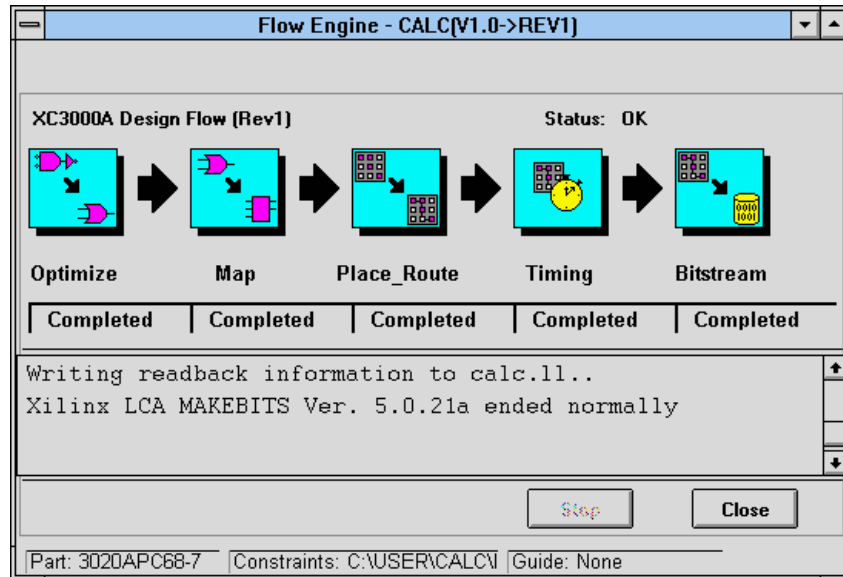 Flow Engine - CALC(V1.0->REV1)
XC3000A Design Flow (Rev1) Status: OK
0010
1001
Optimize Map Place_Route Timing Bitstream
Completed Completed Completed Completed Completed
Writing readback information to calc.ll..
Xilinx LCA MAKEBITS Ver. 5.0.21a ended normally
Stop Close
Part: 3020APC68-7 Constraints: C:\USER\CALC\ Guide: None